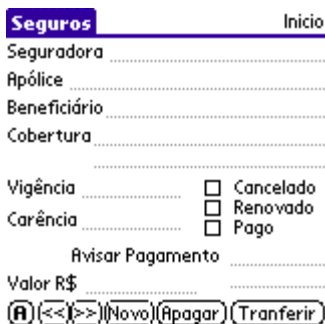 Seguros Inicio
Seguradora
Apólice
Beneficiário
Cobertura
Vigência Cancelado
Renovado
Carência Pago
Avisar Pagamento
Valor R$
A << >> Novo Apagar Tranferir